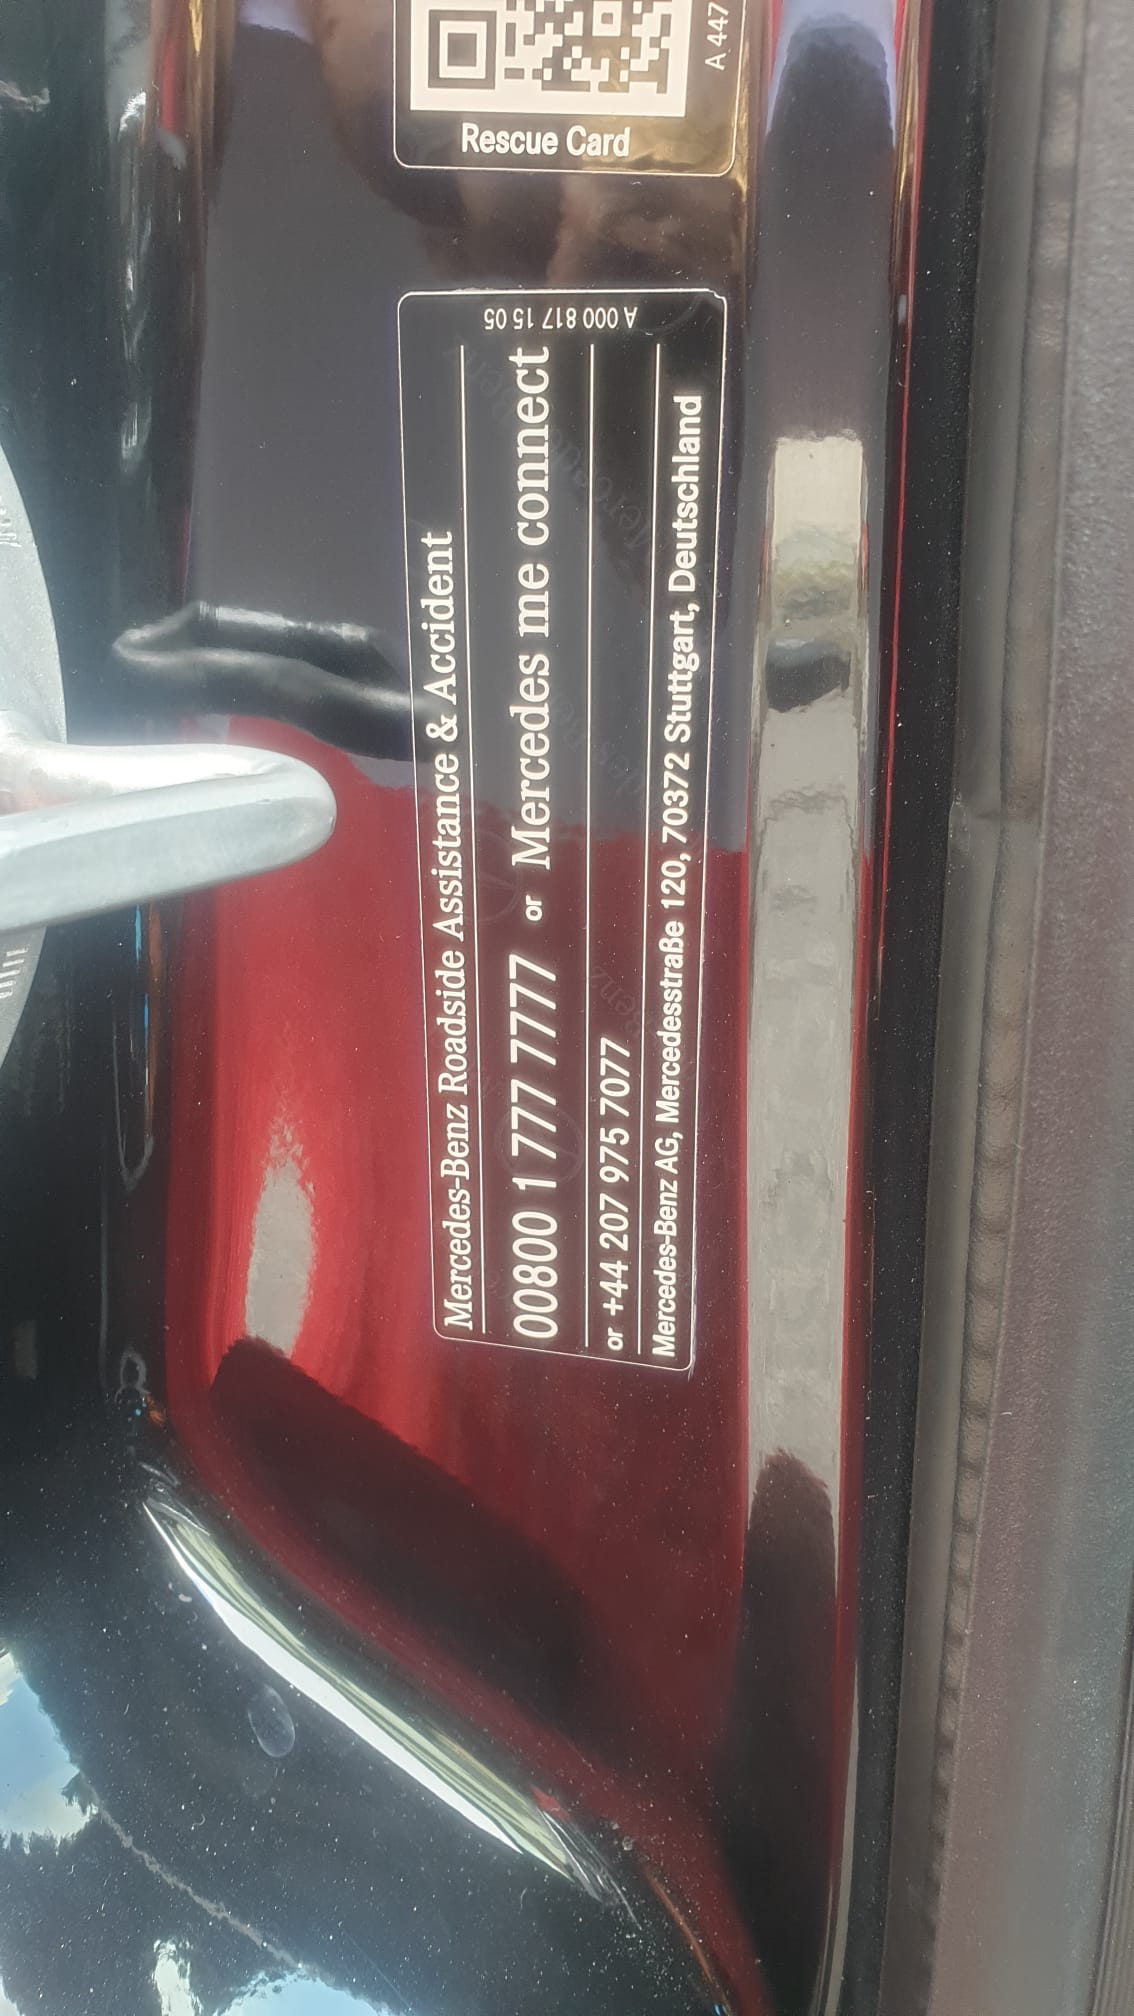 Rescue Card
A 447
A 000 817 15 05
Mercedes-Benz Roadside Assistance & Accident
00800 1 777 7777 or Mercedes me connect
or +44 207 975 7077
Mercedes-Benz AG, Mercedesstraße 120, 70372 Stuttgart, Deutschland